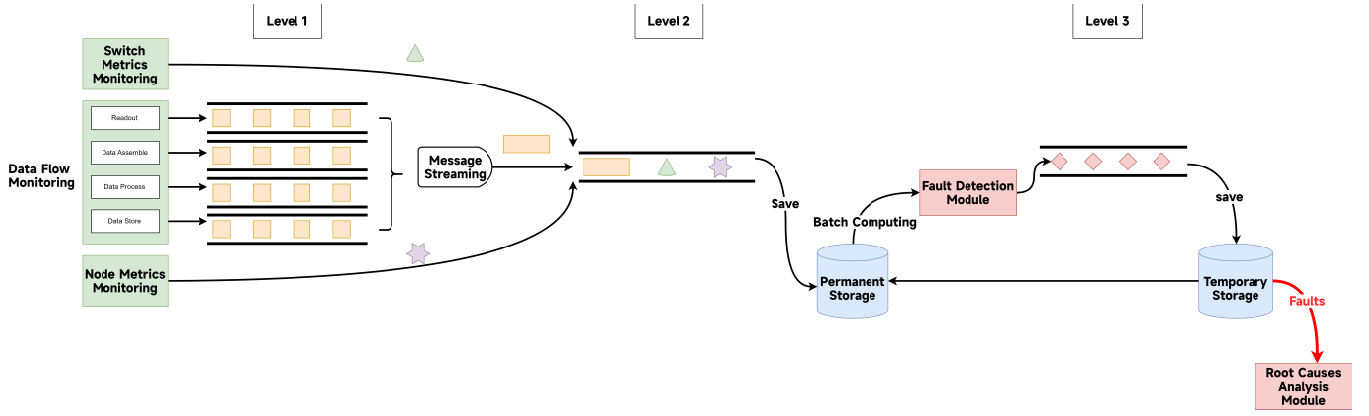 Level 1
Level 2
Level 3
Switch
Metrics
Monitoring
Data Flow
Monitoring
Readout
Data Assemble
Data Process
Data Store
Node Metrics
Monitoring
Message
Streaming
Save
Batch Computing
Permanent
Storage
Fault Detection
Module
save
Temporary
Storage
Faults
Root Causes
Analysis
Module